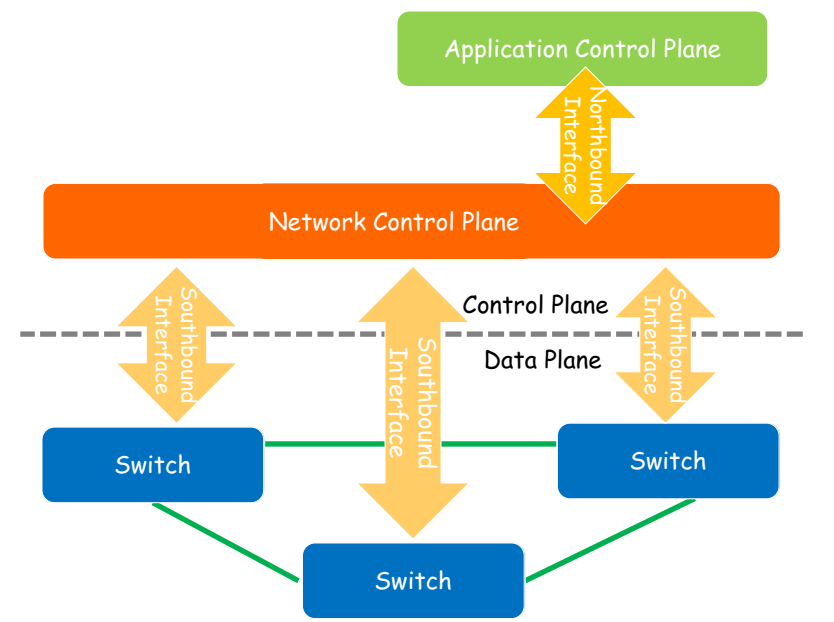 Application Control Plane
Northbound
Interface
Network Control Plane
Southbound
Interface
Southbound
Interface
Southbound
Interface
Control Plane
Data Plane
Switch
Switch
Switch